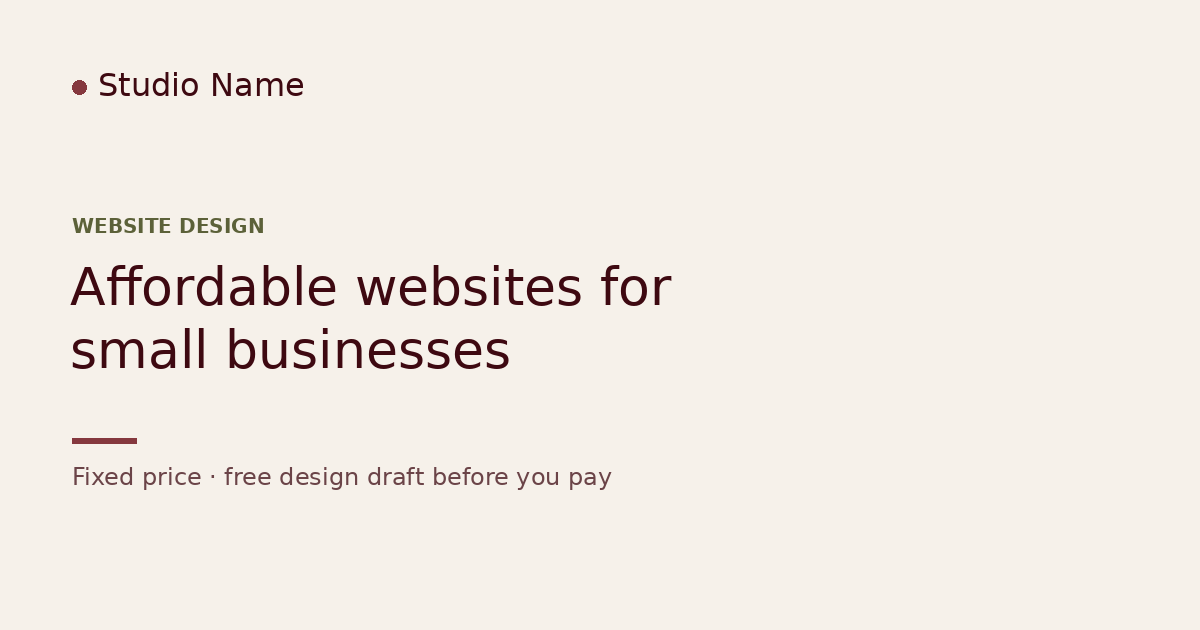 Studio Name
WEBSITE DESIGN
Affordable websites for
small businesses
Fixed price · free design draft before you pay